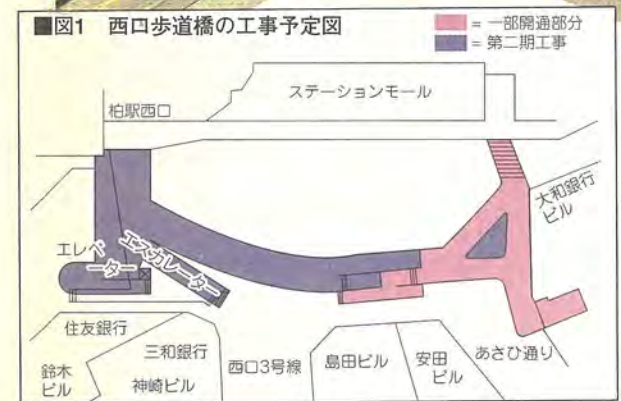 ■図1 西口歩道橋の工事予定図
= 一部開通部分
= 第二期工事
ステーションモール
柏駅西口
大和銀行
ビル
エレベ
ーター
エスカレーター
住友銀行
三和銀行
鈴木
ビル
神崎ビル
西口3号線
島田ビル
安田
ビル
あさひ通り